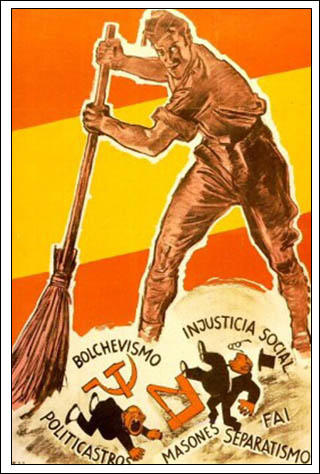 BOLCHEVISMO
INJUSTICIA SOCIAL
POLITICASTROS
MASONES
SEPARATISMO
FAI